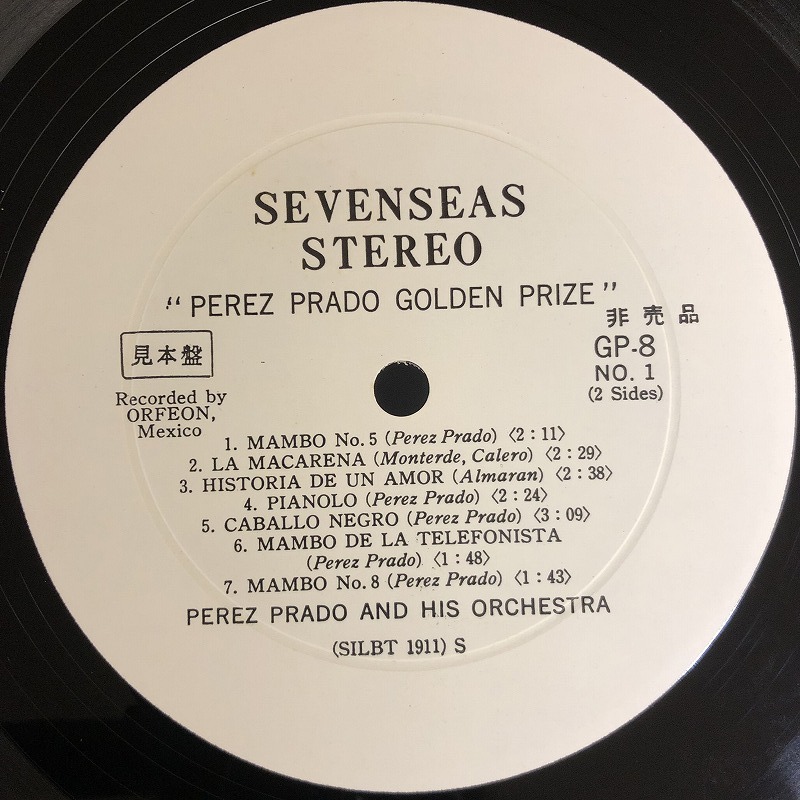 SEVENSEAS
STEREO
"PEREZ PRADO GOLDEN PRIZE"
非売品
見本盤
GP-8
NO. 1
(2 Sides)
Recorded by
ORFEON,
Mexico
1. MAMBO No. 5 (Perez Prado) 〈2 : 11〉
2. LA MACARENA (Monterde, Calero) 〈2 : 29〉
3. HISTORIA DE UN AMOR (Almaran) 〈2 : 38〉
4. PIANOLO (Perez Prado) 〈2 : 24〉
5. CABALLO NEGRO (Perez Prado) 〈3 : 09〉
6. MAMBO DE LA TELEFONISTA
(Perez Prado) 〈1 : 48〉
7. MAMBO No. 8 (Perez Prado) 〈1 : 43〉
PEREZ PRADO AND HIS ORCHESTRA
(SILBT 1911) S